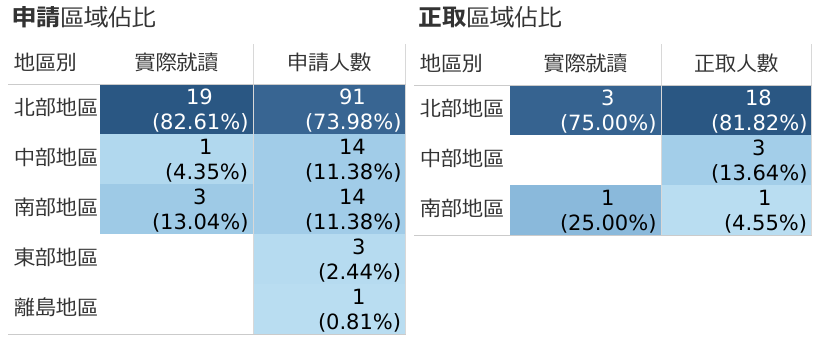 申請區域佔比
地區別 實際就讀 申請人數
北部地區 19 (82.61%) 91 (73.98%)
中部地區 1 (4.35%) 14 (11.38%)
南部地區 3 (13.04%) 14 (11.38%)
東部地區 3 (2.44%)
離島地區 1 (0.81%)
正取區域佔比
地區別 實際就讀 正取人數
北部地區 3 (75.00%) 18 (81.82%)
中部地區 3 (13.64%)
南部地區 1 (25.00%) 1 (4.55%)